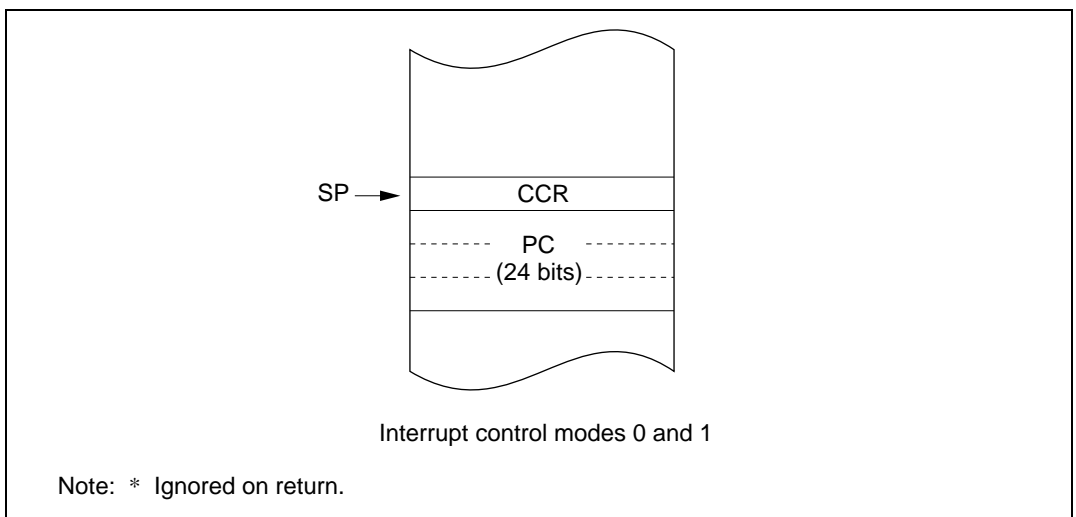 SP
CCR
PC
(24 bits)
Interrupt control modes 0 and 1
Note: * Ignored on return.